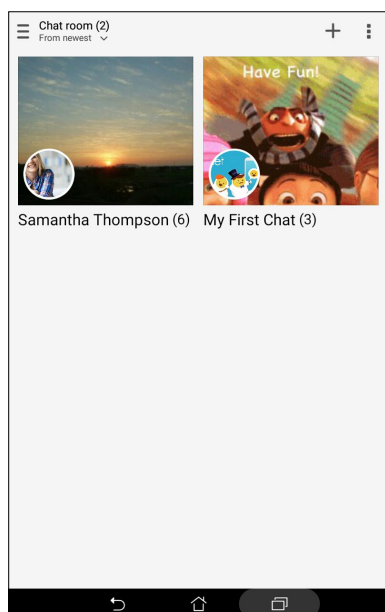 Chat room (2)
From newest
Have Fun!
Samantha Thompson (6)
My First Chat (3)